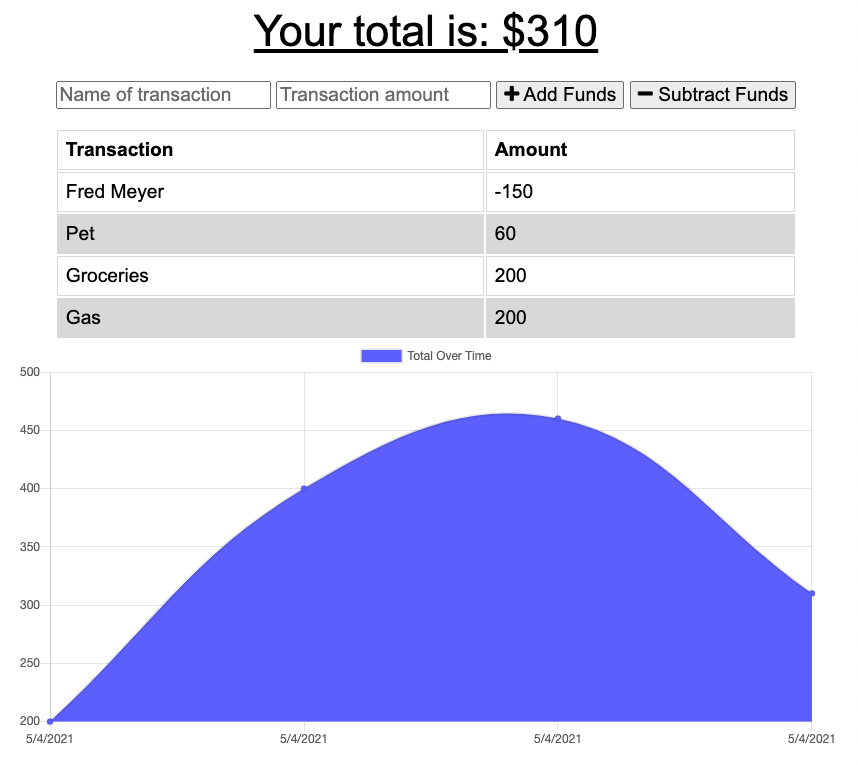 Your total is: $310
Name of transaction Transaction amount + Add Funds − Subtract Funds
Transaction Amount
Fred Meyer -150
Pet 60
Groceries 200
Gas 200
Total Over Time
500
450
400
350
300
250
200
5/4/2021 5/4/2021 5/4/2021 5/4/2021